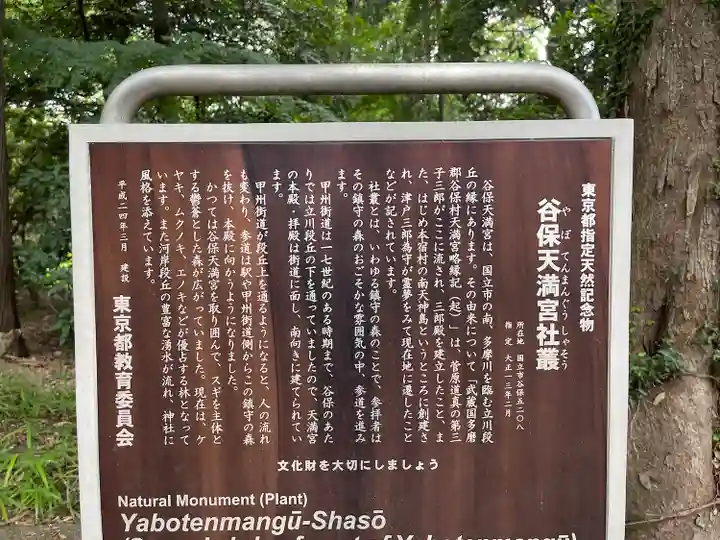 東京都指定天然記念物
谷保天満宮社叢
やぼてんまんぐうしゃそう
所在地 国立市谷保五二〇八
指定 大正一三年二月
谷保天満宮は、国立市の南、多摩川を臨む立川段
丘の縁にあります。その由来について「武蔵国多摩
郡谷保村天満宮略縁記（起）」は、菅原道真の第三
子三郎がここに流され、三郎殿を建立したこと、ま
た、はじめ本宿村の南天神島というところに創建さ
れ、津戸三郎為守が霊夢をみて現在地に遷したこと
などが記されています。
社叢とは、いわゆる鎮守の森のことで、参拝者は
その鎮守の森のおごそかな雰囲気の中、参道を進み
ます。
甲州街道は一七世紀のある時期まで、谷保のあた
りでは立川段丘の下を通っていましたので、天満宮
の本殿・拝殿は街道に面し、南向きに建てられてい
ます。
甲州街道が段丘上を通るようになると、人の流れ
も変わり、参道は駅や甲州街道側からこの鎮守の森
を抜け、本殿に向かうようになりました。
かつては谷保天満宮を取り囲んで、スギを主体と
する鬱蒼とした森が広がっていました。現在は、ケ
ヤキ、ムクノキ、エノキなどが優占する林となって
います。また河岸段丘の豊富な湧水が流れ、神社に
風格を添えています。
平成二四年三月 建設
東京都教育委員会
文化財を大切にしましょう
Natural Monument (Plant)
Yabotenmangū-Shasō